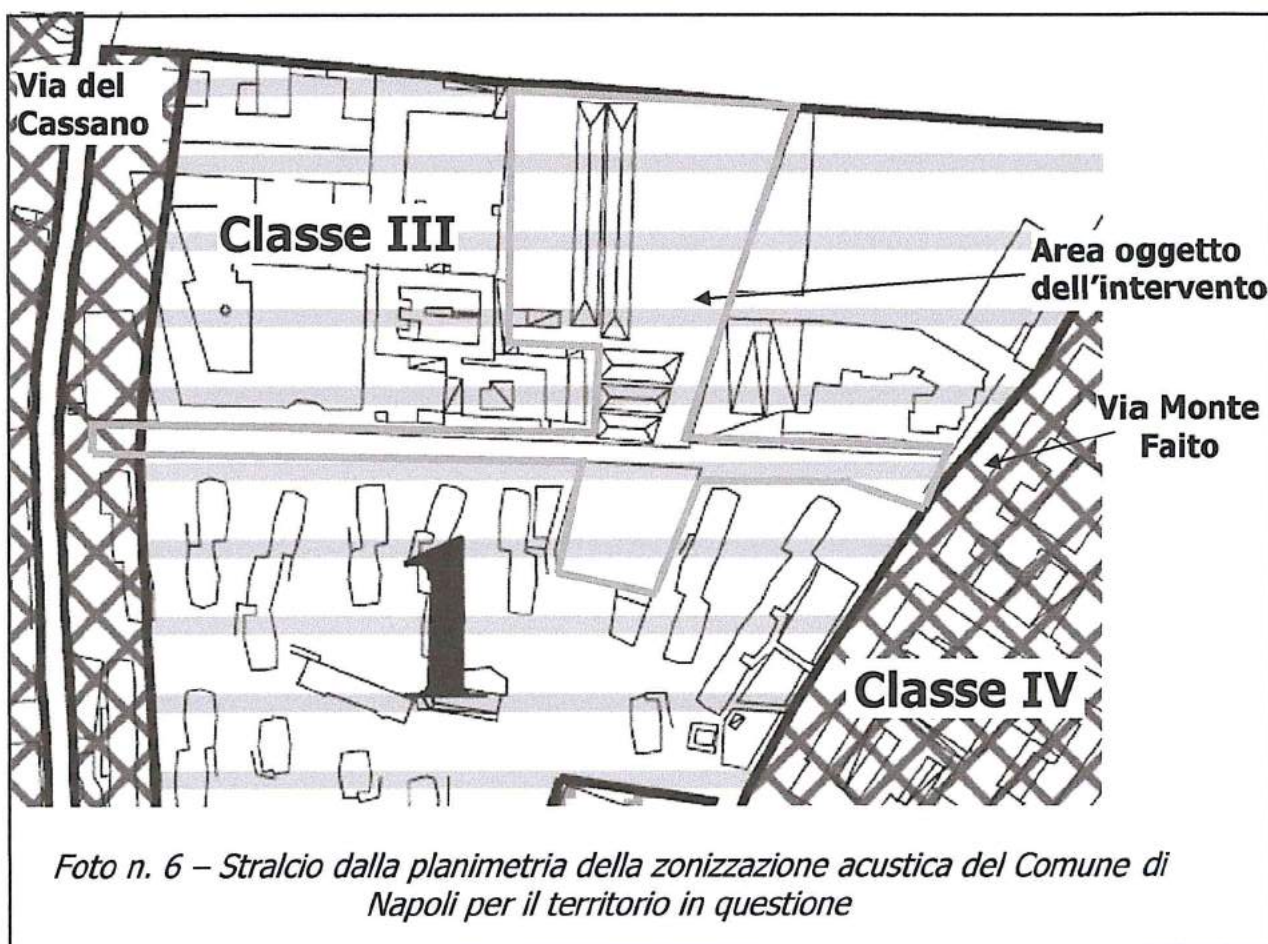 Via del
Cassano
Classe III
Area oggetto
dell'intervento
Via Monte
Faito
1
Classe IV
Foto n. 6 – Stralcio dalla planimetria della zonizzazione acustica del Comune di
Napoli per il territorio in questione